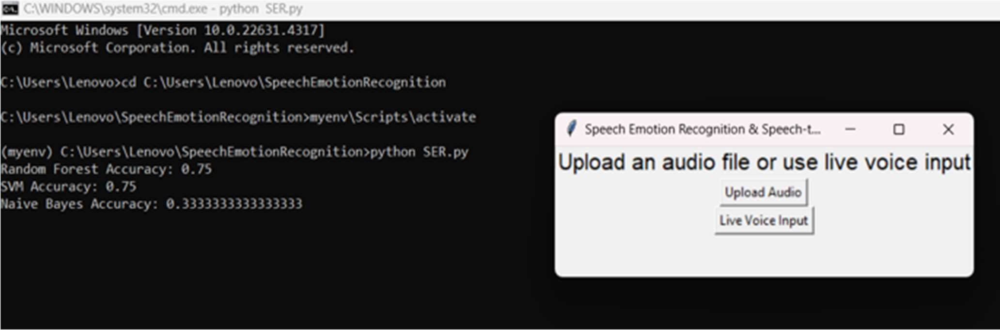 C:\WINDOWS\system32\cmd.exe - python  SER.py
Microsoft Windows [Version 10.0.22631.4317]
(c) Microsoft Corporation. All rights reserved.
C:\Users\Lenovo>cd C:\Users\Lenovo\SpeechEmotionRecognition
C:\Users\Lenovo\SpeechEmotionRecognition>myenv\Scripts\activate
(myenv) C:\Users\Lenovo\SpeechEmotionRecognition>python SER.py
Random Forest Accuracy: 0.75
SVM Accuracy: 0.75
Naive Bayes Accuracy: 0.3333333333333333
Speech Emotion Recognition & Speech-t...
Upload an audio file or use live voice input
Upload Audio
Live Voice Input